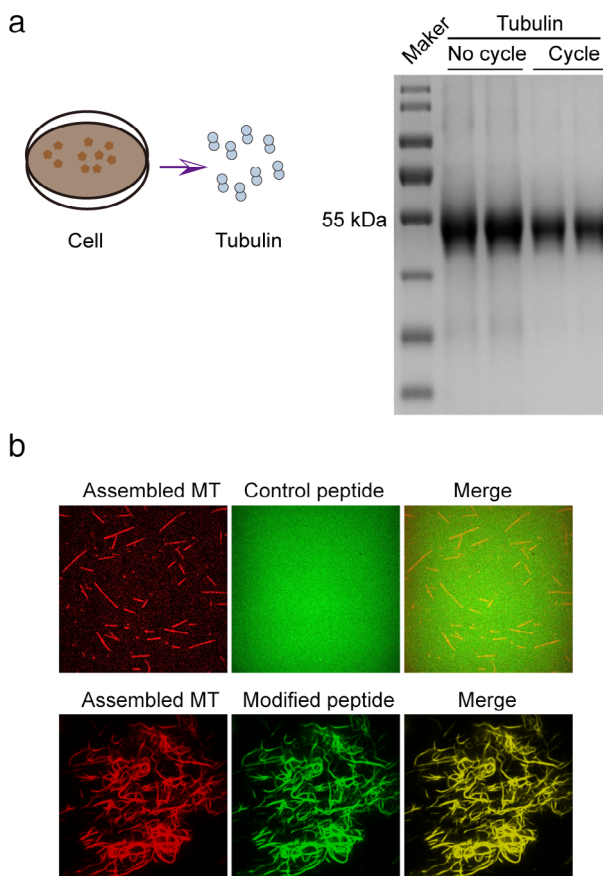 a
Cell
Tubulin
Maker
Tubulin
No cycle
Cycle
55 kDa
b
Assembled MT
Control peptide
Merge
Assembled MT
Modified peptide
Merge